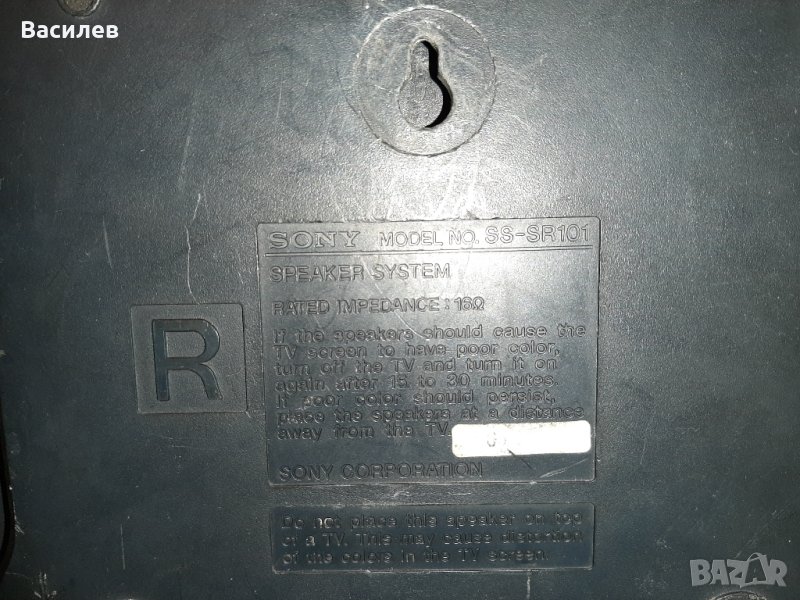 Василев
SONY MODEL NO. SS-SR101
SPEAKER SYSTEM
RATED IMPEDANCE : 16Ω
R
If the speakers should cause the
TV screen to have poor color,
turn off the TV and turn it on
again after 15 to 30 minutes.
If poor color should persist,
place the speakers at a distance
away from the TV.
SONY CORPORATION
Do not place this speaker on top
of a TV. This may cause distortion
of the colors in the TV screen.
BAZAR